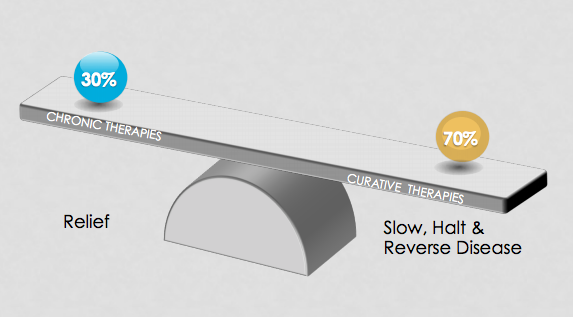 30%
CHRONIC THERAPIES
70%
CURATIVE THERAPIES
Relief
Slow, Halt &
Reverse Disease